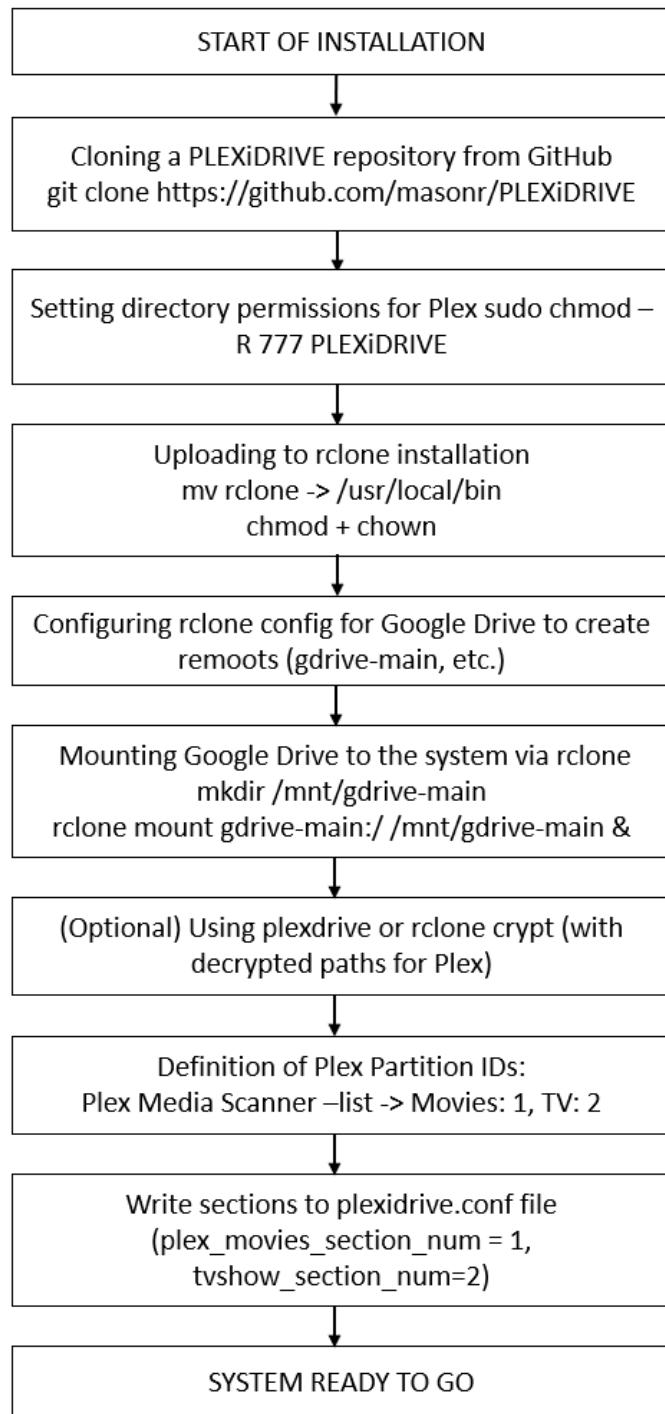 START OF INSTALLATION
Cloning a PLEXiDRIVE repository from GitHub
git clone https://github.com/masonr/PLEXiDRIVE
Setting directory permissions for Plex sudo chmod –
R 777 PLEXiDRIVE
Uploading to rclone installation
mv rclone -> /usr/local/bin
chmod + chown
Configuring rclone config for Google Drive to create
remoots (gdrive-main, etc.)
Mounting Google Drive to the system via rclone
mkdir /mnt/gdrive-main
rclone mount gdrive-main:/ /mnt/gdrive-main &
(Optional) Using plexdrive or rclone crypt (with
decrypted paths for Plex)
Definition of Plex Partition IDs:
Plex Media Scanner –list -> Movies: 1, TV: 2
Write sections to plexidrive.conf file
(plex_movies_section_num = 1,
tvshow_section_num=2)
SYSTEM READY TO GO